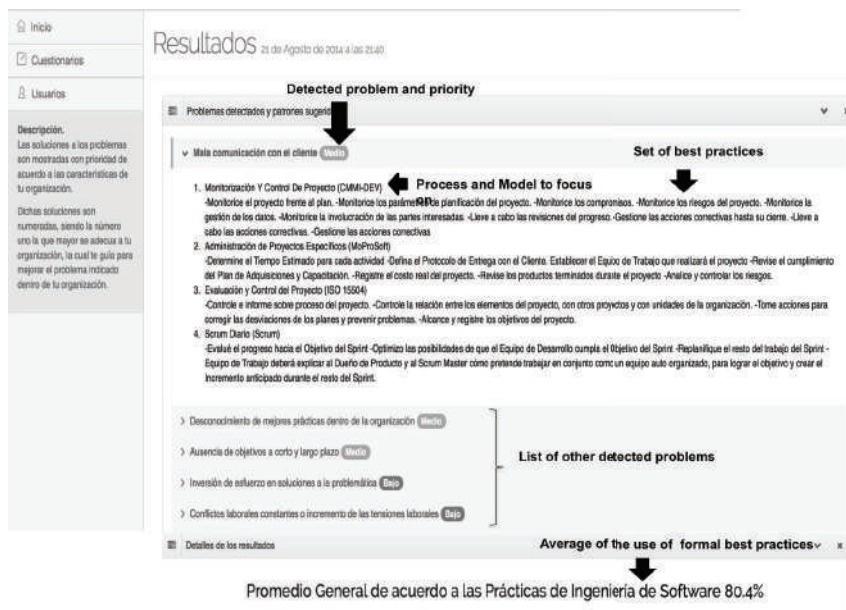 Inicio
Cuestionarios
Usuarios
Descripción.
Las soluciones a los problemas
son mostradas con prioridad de
acuerdo a las características de
tu organización.
Dichas soluciones son
numeradas, siendo la número
uno la que mayor se adecua a tu
organización, la cual te guía para
mejorar el problema indicado
dentro de tu organización.
Resultados 21 de Agosto de 2014 a las 21:40
Detected problem and priority
Problemas detectados y patrones sugeridos
Mala comunicación con el cliente Medio
Set of best practices
1. Monitorización Y Control De Proyecto (CMMI-DEV)
Process and Model to focus
on
-Monitorice el proyecto frente al plan. -Monitorice los parámetros de planificación del proyecto. -Monitorice los compromisos. -Monitorice los riesgos del proyecto. -Monitorice la
gestión de los datos. -Monitorice la involucración de las partes interesadas. -Lleve a cabo las revisiones del progreso. -Gestione las acciones correctivas hasta su cierre. -Lleve a
cabo las acciones correctivas. -Gestione las acciones correctivas
2. Administración de Proyectos Específicos (MoProSoft)
-Determine el Tiempo Estimado para cada actividad -Defina el Protocolo de Entrega con el Cliente. Establecer el Equipo de Trabajo que realizará el proyecto -Revise el cumplimiento
del Plan de Adquisiciones y Capacitación. -Registre el costo real del proyecto. -Revise los productos terminados durante el proyecto -Analice y controlar los riesgos.
3. Evaluación y Control del Proyecto (ISO 15504)
-Controle e informe sobre proceso del proyecto. -Controle la relación entre los elementos del proyecto, con otros proyectos y con unidades de la organización. -Tome acciones para
corregir las desviaciones de los planes y prevenir problemas. -Alcance y registre los objetivos del proyecto.
4. Scrum Diario (Scrum)
-Evalué el progreso hacia el Objetivo del Sprint -Optimizo las posibilidades de que el Equipo de Desarrollo cumpla el Objetivo del Sprint -Replanifique el resto del trabajo del Sprint -
Equipo de Trabajo deberá explicar al Dueño de Producto y al Scrum Master cómo pretende trabajar en conjunto como un equipo auto organizado, para lograr el objetivo y crear el
Incremento anticipado durante el resto del Sprint.
Desconocimiento de mejores prácticas dentro de la organización Medio
Ausencia de objetivos a corto y largo plazo Medio
List of other detected problems
Inversión de esfuerzo en soluciones a la problemática Bajo
Conflictos laborales constantes o incremento de las tensiones laborales Bajo
Detalles de los resultados
Average of the use of formal best practices
Promedio General de acuerdo a las Prácticas de Ingeniería de Software 80.4%